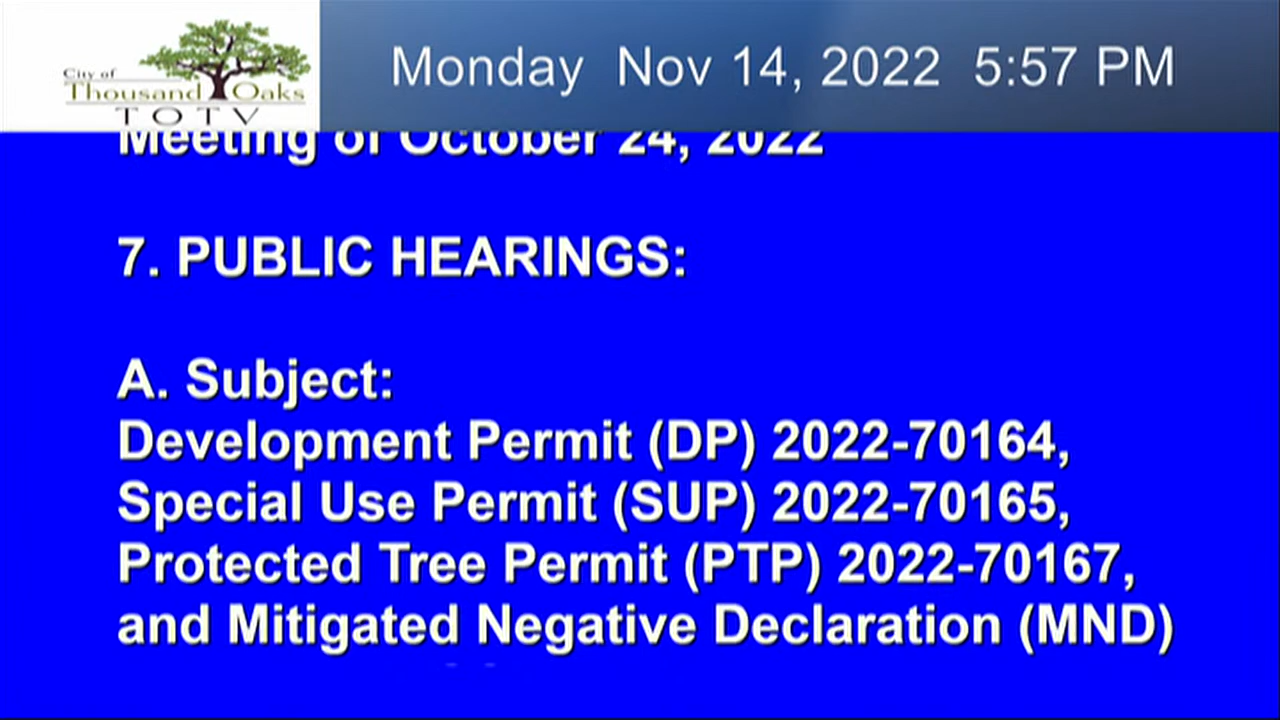 City of
Thousand Oaks
TOTV
Monday Nov 14, 2022 5:57 PM
Meeting of October 24, 2022
7. PUBLIC HEARINGS:
A. Subject:
Development Permit (DP) 2022-70164,
Special Use Permit (SUP) 2022-70165,
Protected Tree Permit (PTP) 2022-70167,
and Mitigated Negative Declaration (MND)